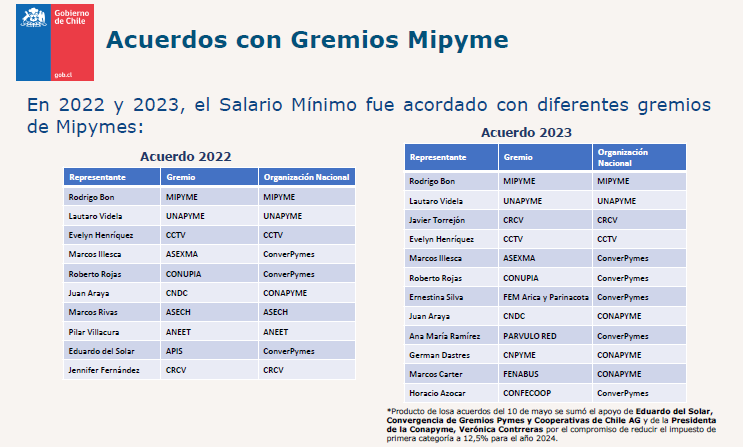 Gobierno
de Chile
gob.cl
Acuerdos con Gremios Mipyme
En 2022 y 2023, el Salario Mínimo fue acordado con diferentes gremios
de Mipymes:
Acuerdo 2022
Representante Gremio Organización Nacional
Rodrigo Bon MIPYME MIPYME
Lautaro Videla UNAPYME UNAPYME
Evelyn Henríquez CCTV CCTV
Marcos Illesca ASEXMA ConverPymes
Roberto Rojas CONUPIA ConverPymes
Juan Araya CNDC CONAPYME
Marcos Rivas ASECH ASECH
Pilar Villacura ANEET ANEET
Eduardo del Solar APIS ConverPymes
Jennifer Fernández CRCV CRCV
Acuerdo 2023
Representante Gremio Organización
Nacional
Rodrigo Bon MIPYME MIPYME
Lautaro Videla UNAPYME UNAPYME
Javier Torrejón CRCV CRCV
Evelyn Henríquez CCTV CCTV
Marcos Illesca ASEXMA ConverPymes
Roberto Rojas CONUPIA ConverPymes
Ernestina Silva FEM Arica y Parinacota ConverPymes
Juan Araya CNDC CONAPYME
Ana María Ramírez PARVULO RED ConverPymes
German Dastres CNPYME CONAPYME
Marcos Carter FENABUS CONAPYME
Horacio Azocar CONFECOOP ConverPymes
*Producto de losa acuerdos del 10 de mayo se sumó el apoyo de Eduardo del Solar,
Convergencia de Gremios Pymes y Cooperativas de Chile AG y de la Presidenta
de la Conapyme, Verónica Contrreras por el compromiso de reducir el impuesto de
primera categoría a 12,5% para el año 2024.